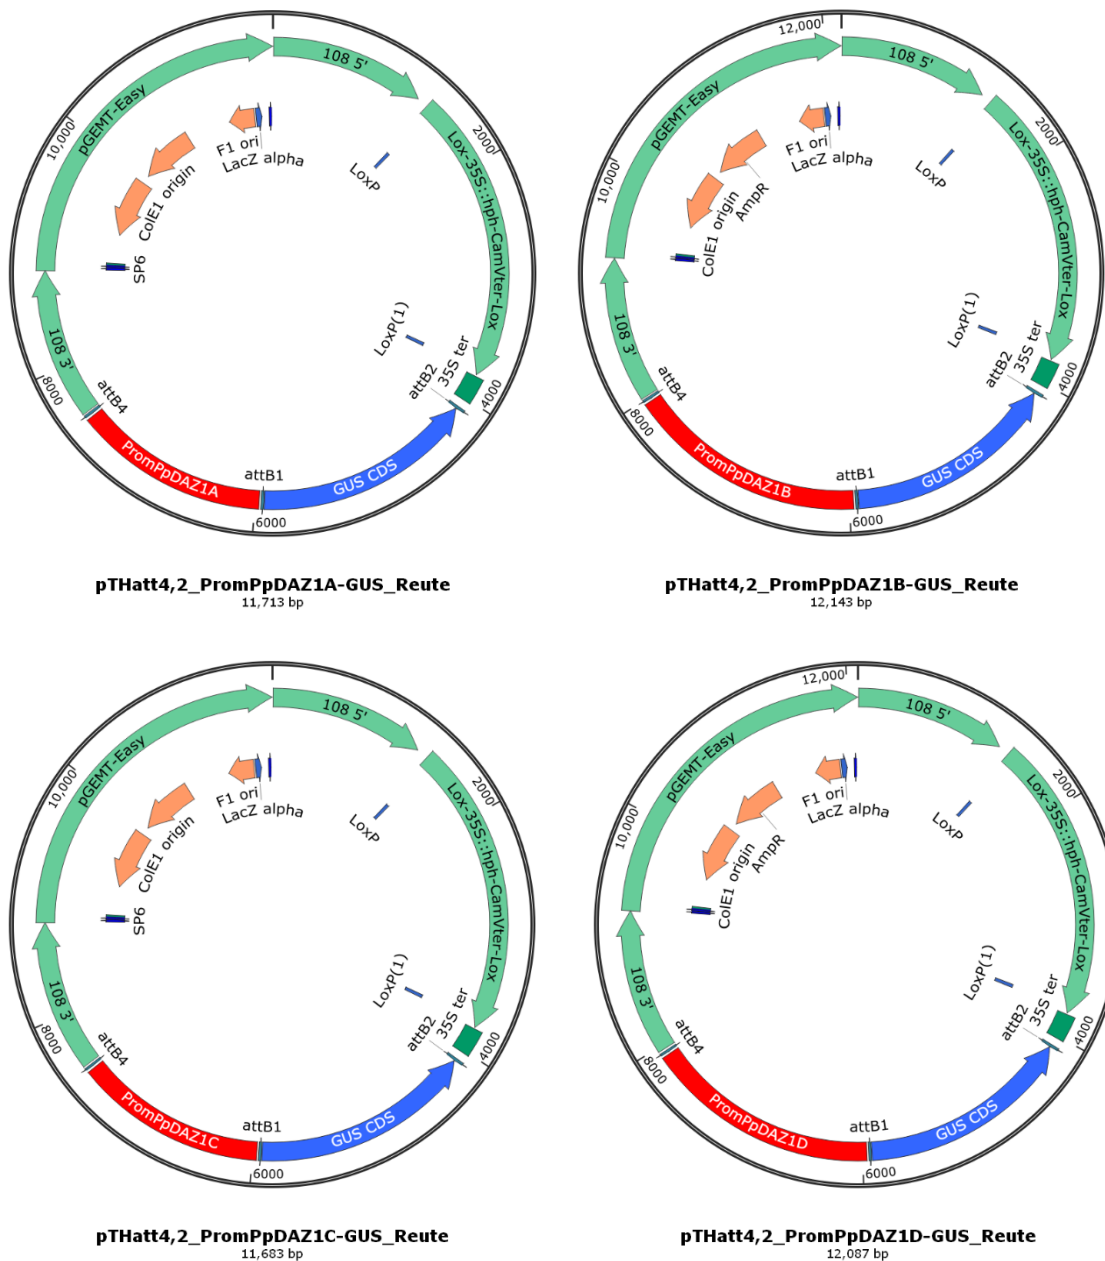 108 5'
2000
Lox-35S::hph-CamVter-Lox
LoxP
LoxP(1)
35S ter
4000
attB2
GUS CDS
attB1
6000
PromPpDAZ1A
attB4
8000
108 3'
SP6
ColE1 origin
10,000
pGEMT-Easy
F1 ori
LacZ alpha
pTHatt4,2_PromPpDAZ1A-GUS_Reute
11,713 bp
12,000
108 5'
2000
Lox-35S::hph-CamVter-Lox
LoxP
LoxP(1)
35S ter
4000
attB2
GUS CDS
attB1
6000
PromPpDAZ1B
attB4
8000
108 3'
ColE1 origin
AmpR
10,000
pGEMT-Easy
F1 ori
LacZ alpha
pTHatt4,2_PromPpDAZ1B-GUS_Reute
12,143 bp
108 5'
2000
Lox-35S::hph-CamVter-Lox
LoxP
LoxP(1)
35S ter
4000
attB2
GUS CDS
attB1
6000
PromPpDAZ1C
attB4
8000
108 3'
SP6
ColE1 origin
10,000
pGEMT-Easy
F1 ori
LacZ alpha
pTHatt4,2_PromPpDAZ1C-GUS_Reute
11,683 bp
12,000
108 5'
2000
Lox-35S::hph-CamVter-Lox
LoxP
LoxP(1)
35S ter
4000
attB2
GUS CDS
attB1
6000
PromPpDAZ1D
attB4
8000
108 3'
ColE1 origin
AmpR
10,000
pGEMT-Easy
F1 ori
LacZ alpha
pTHatt4,2_PromPpDAZ1D-GUS_Reute
12,087 bp